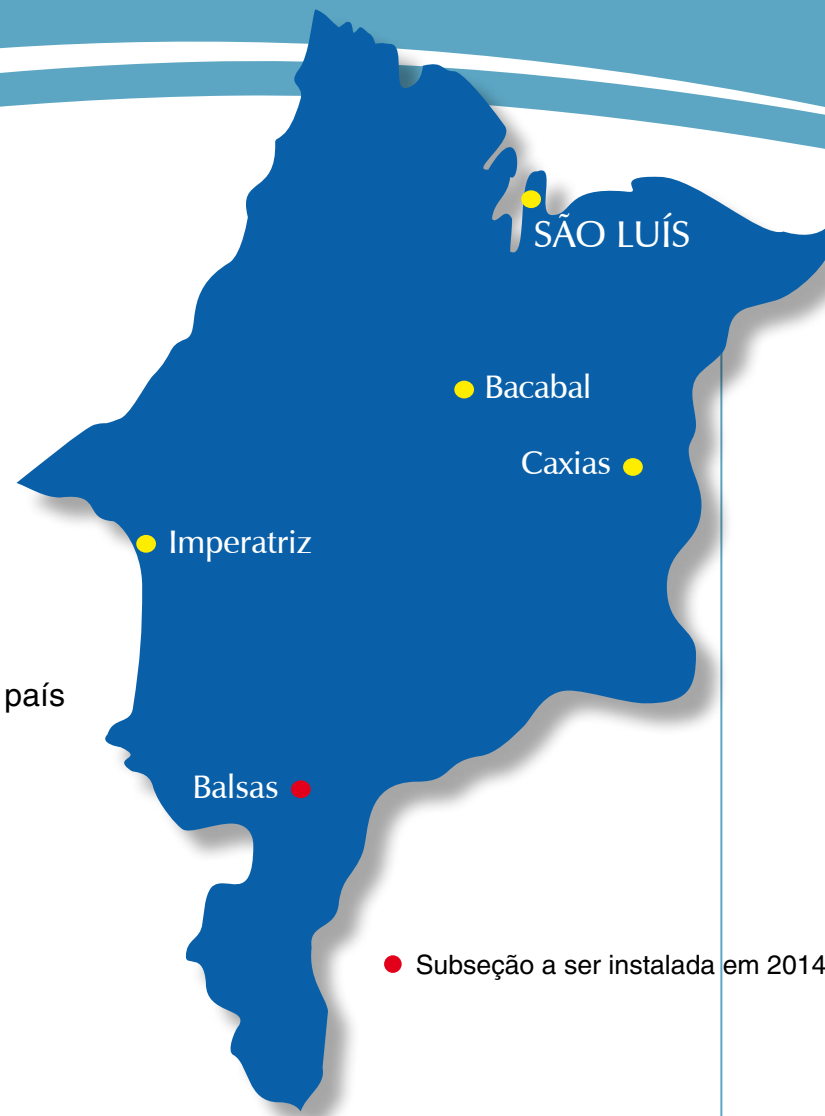 SÃO LUÍS
Bacabal
Caxias
Imperatriz
país
Balsas
Subseção a ser instalada em 2014